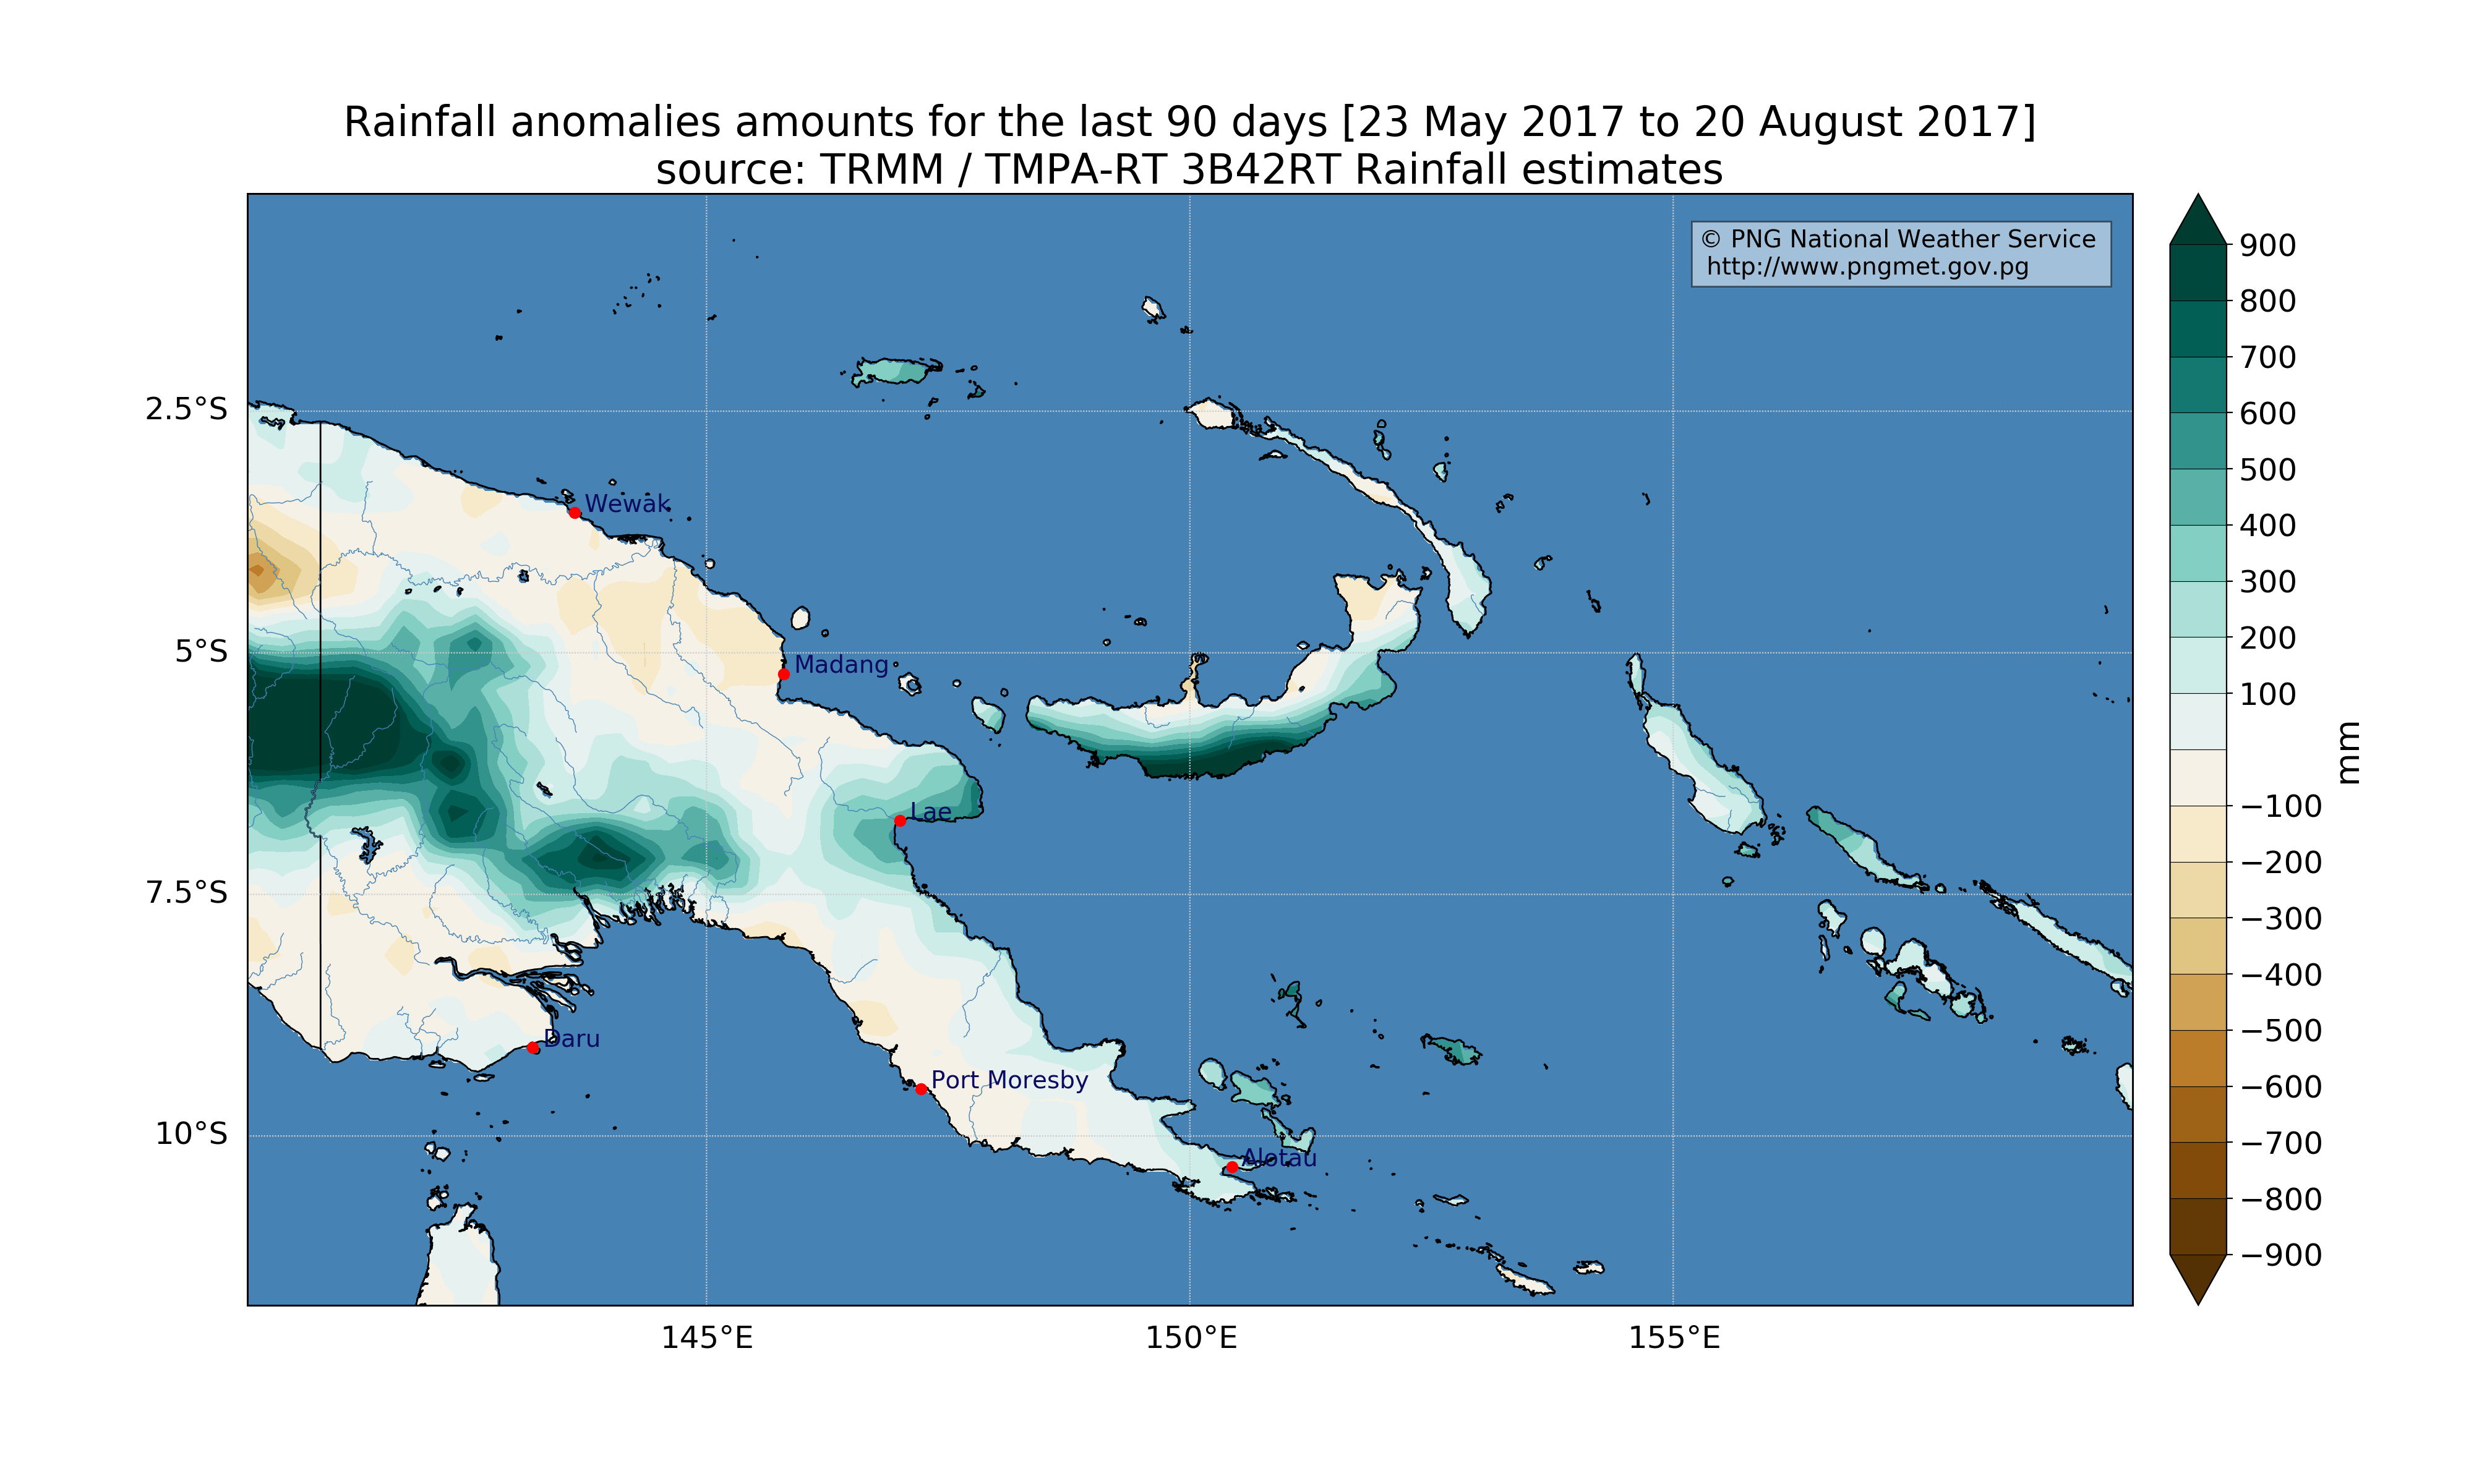 Rainfall anomalies amounts for the last 90 days [23 May 2017 to 20 August 2017]
source: TRMM / TMPA-RT 3B42RT Rainfall estimates
© PNG National Weather Service
http://www.pngmet.gov.pg
2.5°S
5°S
7.5°S
10°S
Wewak
Madang
Lae
Daru
Port Moresby
Alotau
145°E
150°E
155°E
900
800
700
600
500
400
300
200
100
−100
−200
−300
−400
−500
−600
−700
−800
−900
mm